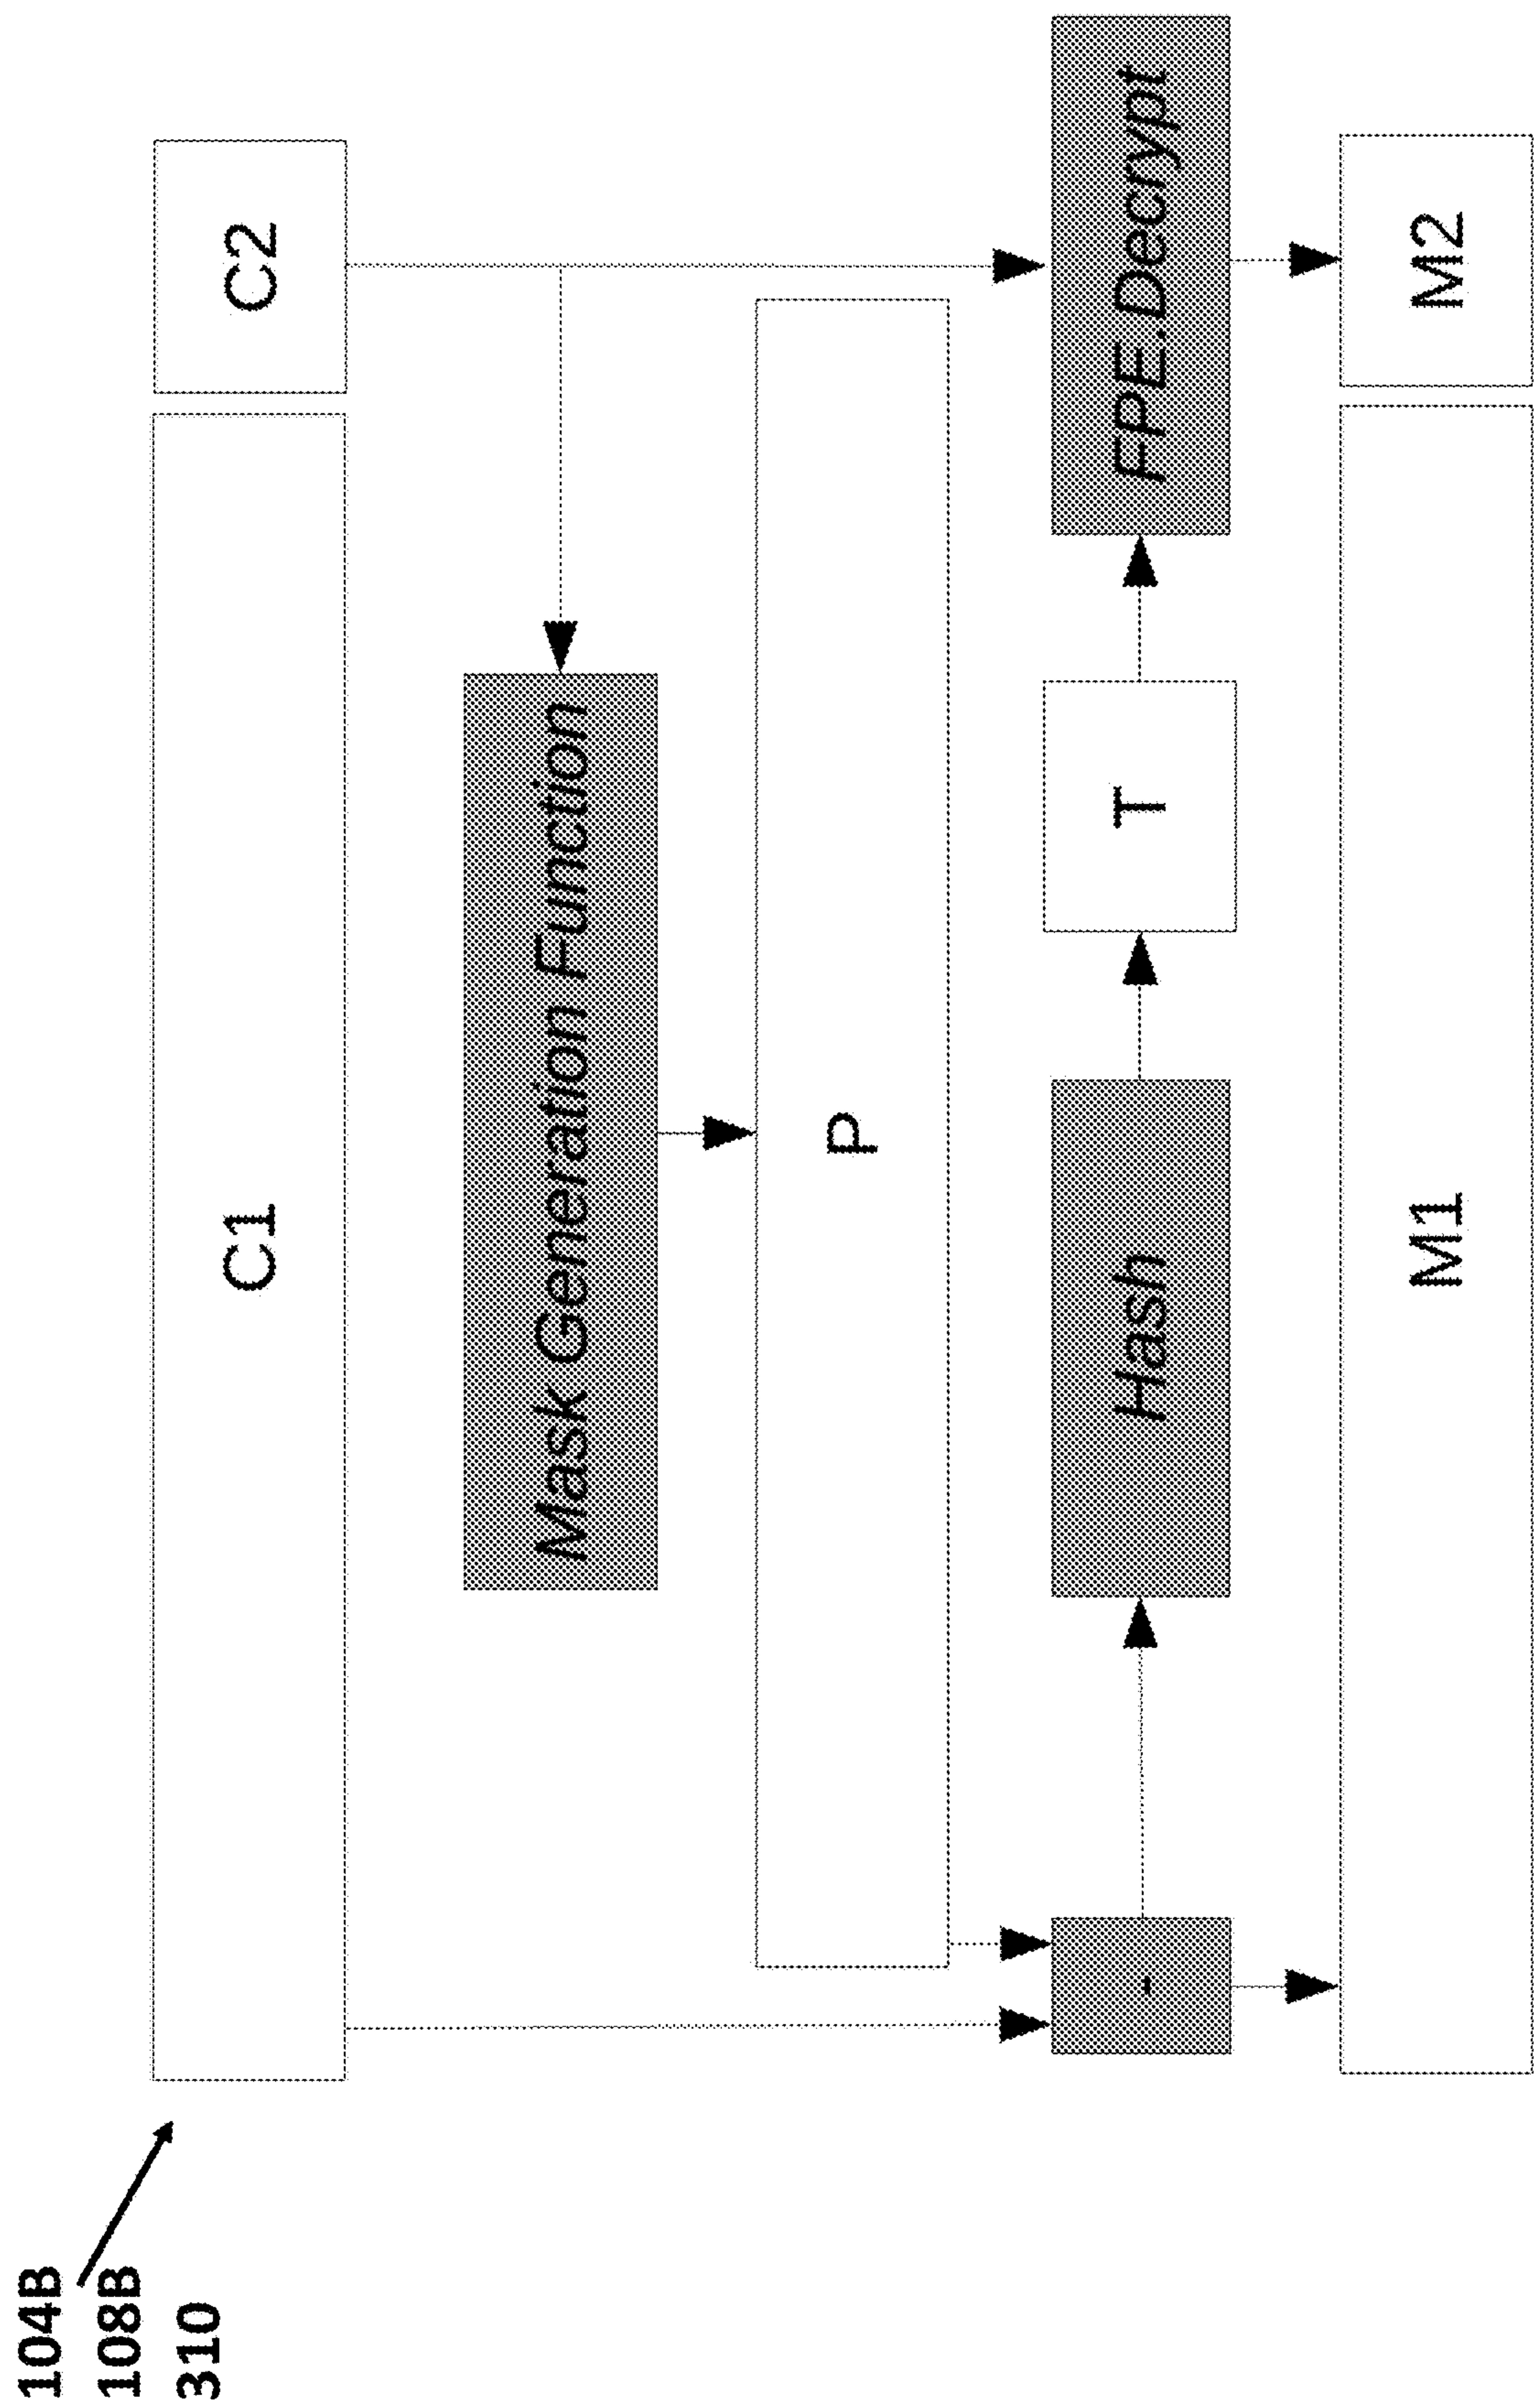 104B
108B
310
C1
C2
Mask Generation Function
P
-
Hash
T
FPE.Decrypt
M1
M2